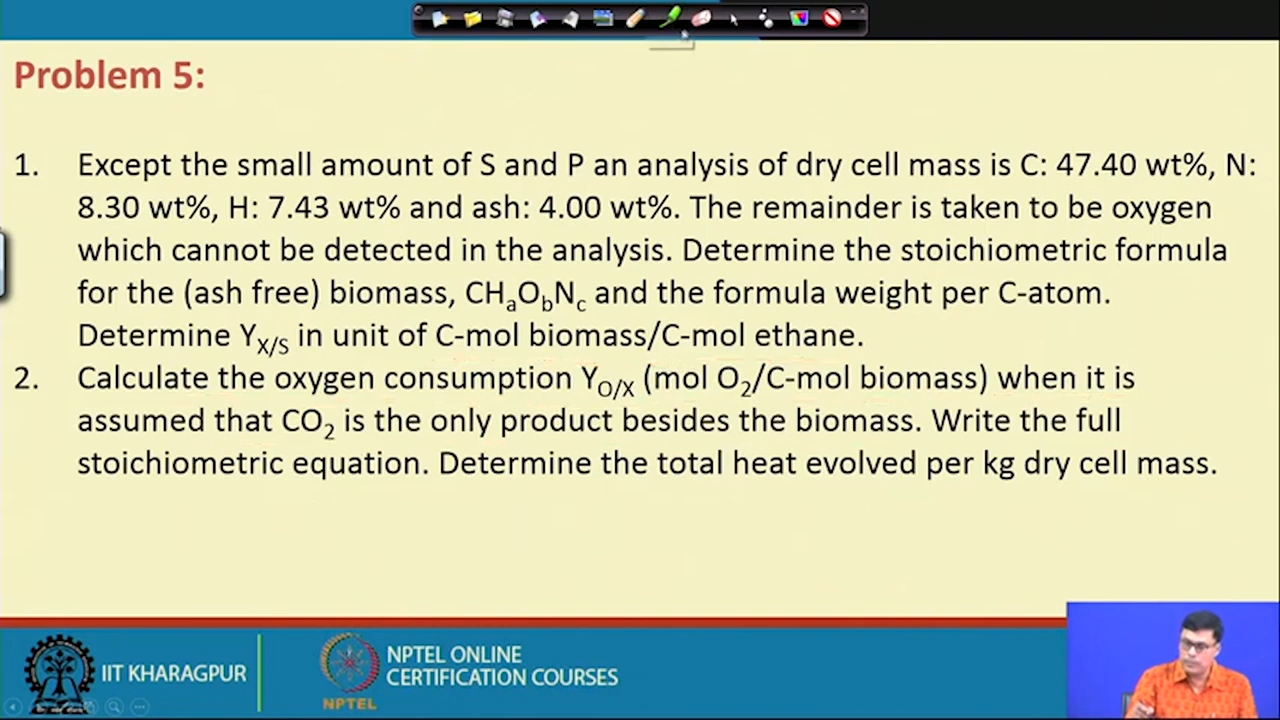 Problem 5:
1. Except the small amount of S and P an analysis of dry cell mass is C: 47.40 wt%, N:
8.30 wt%, H: 7.43 wt% and ash: 4.00 wt%. The remainder is taken to be oxygen
which cannot be detected in the analysis. Determine the stoichiometric formula
for the (ash free) biomass, CHaObNc and the formula weight per C-atom.
Determine YX/S in unit of C-mol biomass/C-mol ethane.
2. Calculate the oxygen consumption YO/X (mol O2/C-mol biomass) when it is
assumed that CO2 is the only product besides the biomass. Write the full
stoichiometric equation. Determine the total heat evolved per kg dry cell mass.
IIT KHARAGPUR
NPTEL
NPTEL ONLINE
CERTIFICATION COURSES